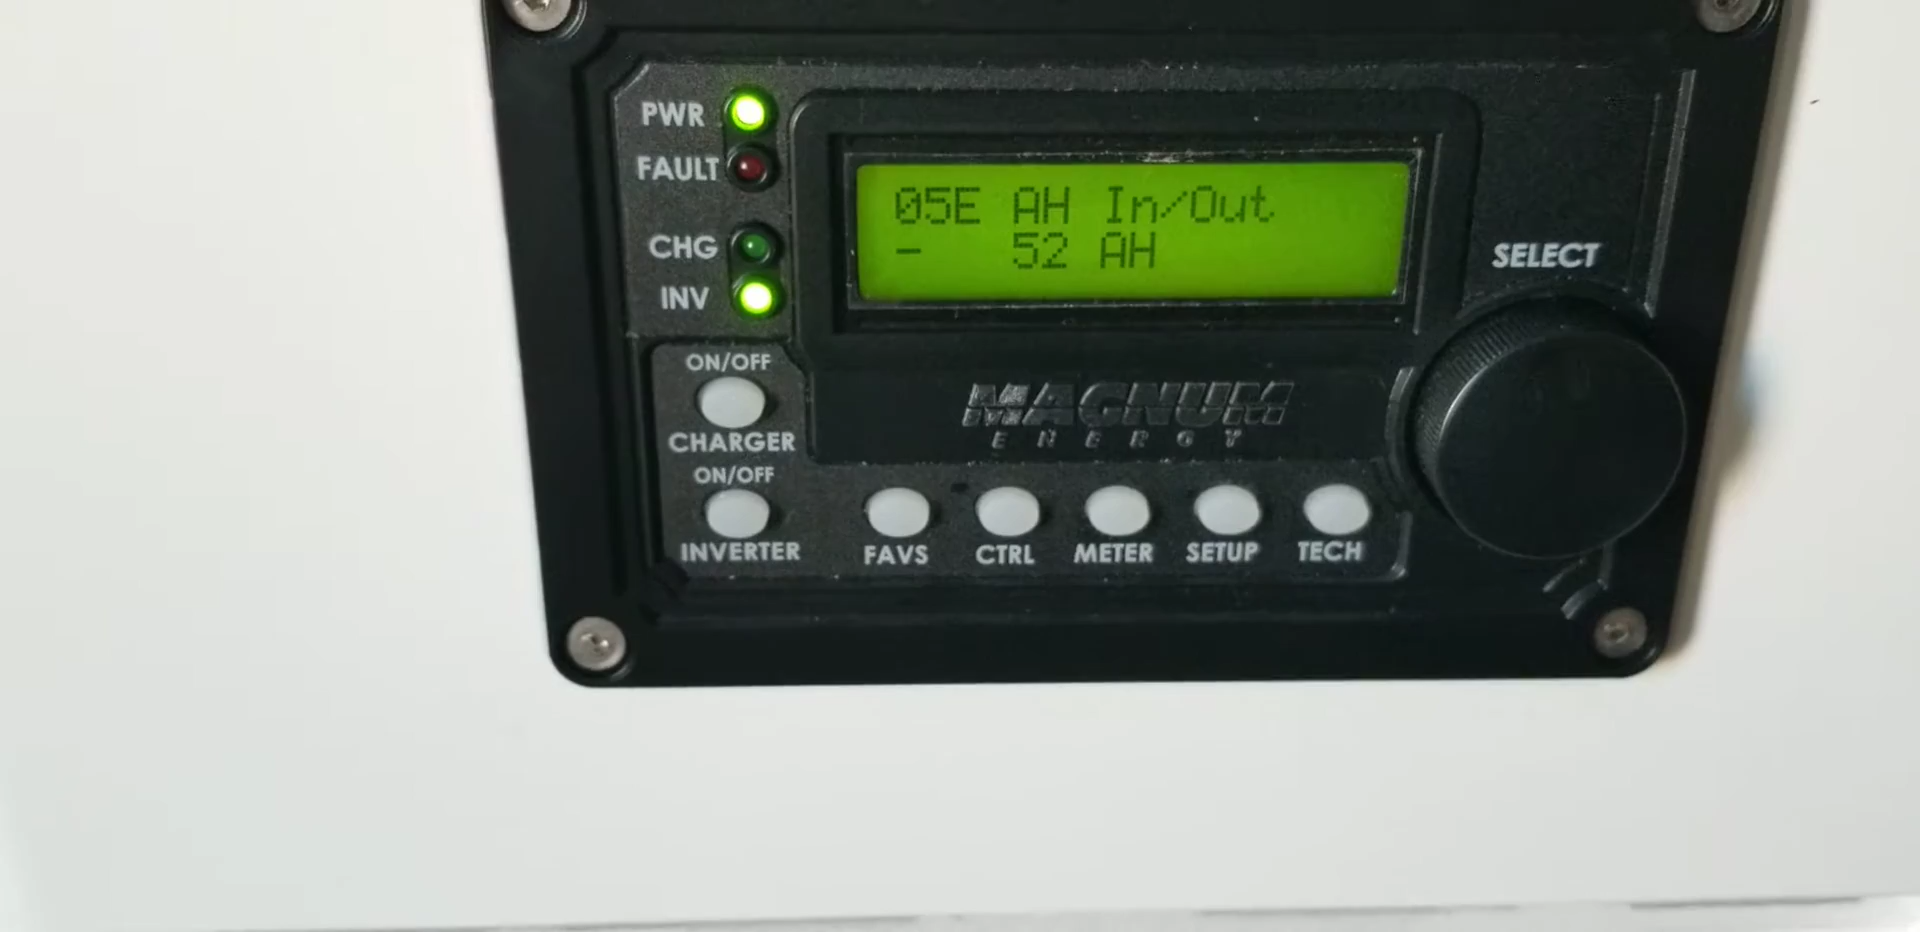 PWR
FAULT
05E AH In/Out
- 52 AH
CHG
INV
SELECT
ON/OFF
CHARGER
MAGNUM
ENERGY
ON/OFF
INVERTER
FAVS
CTRL
METER
SETUP
TECH